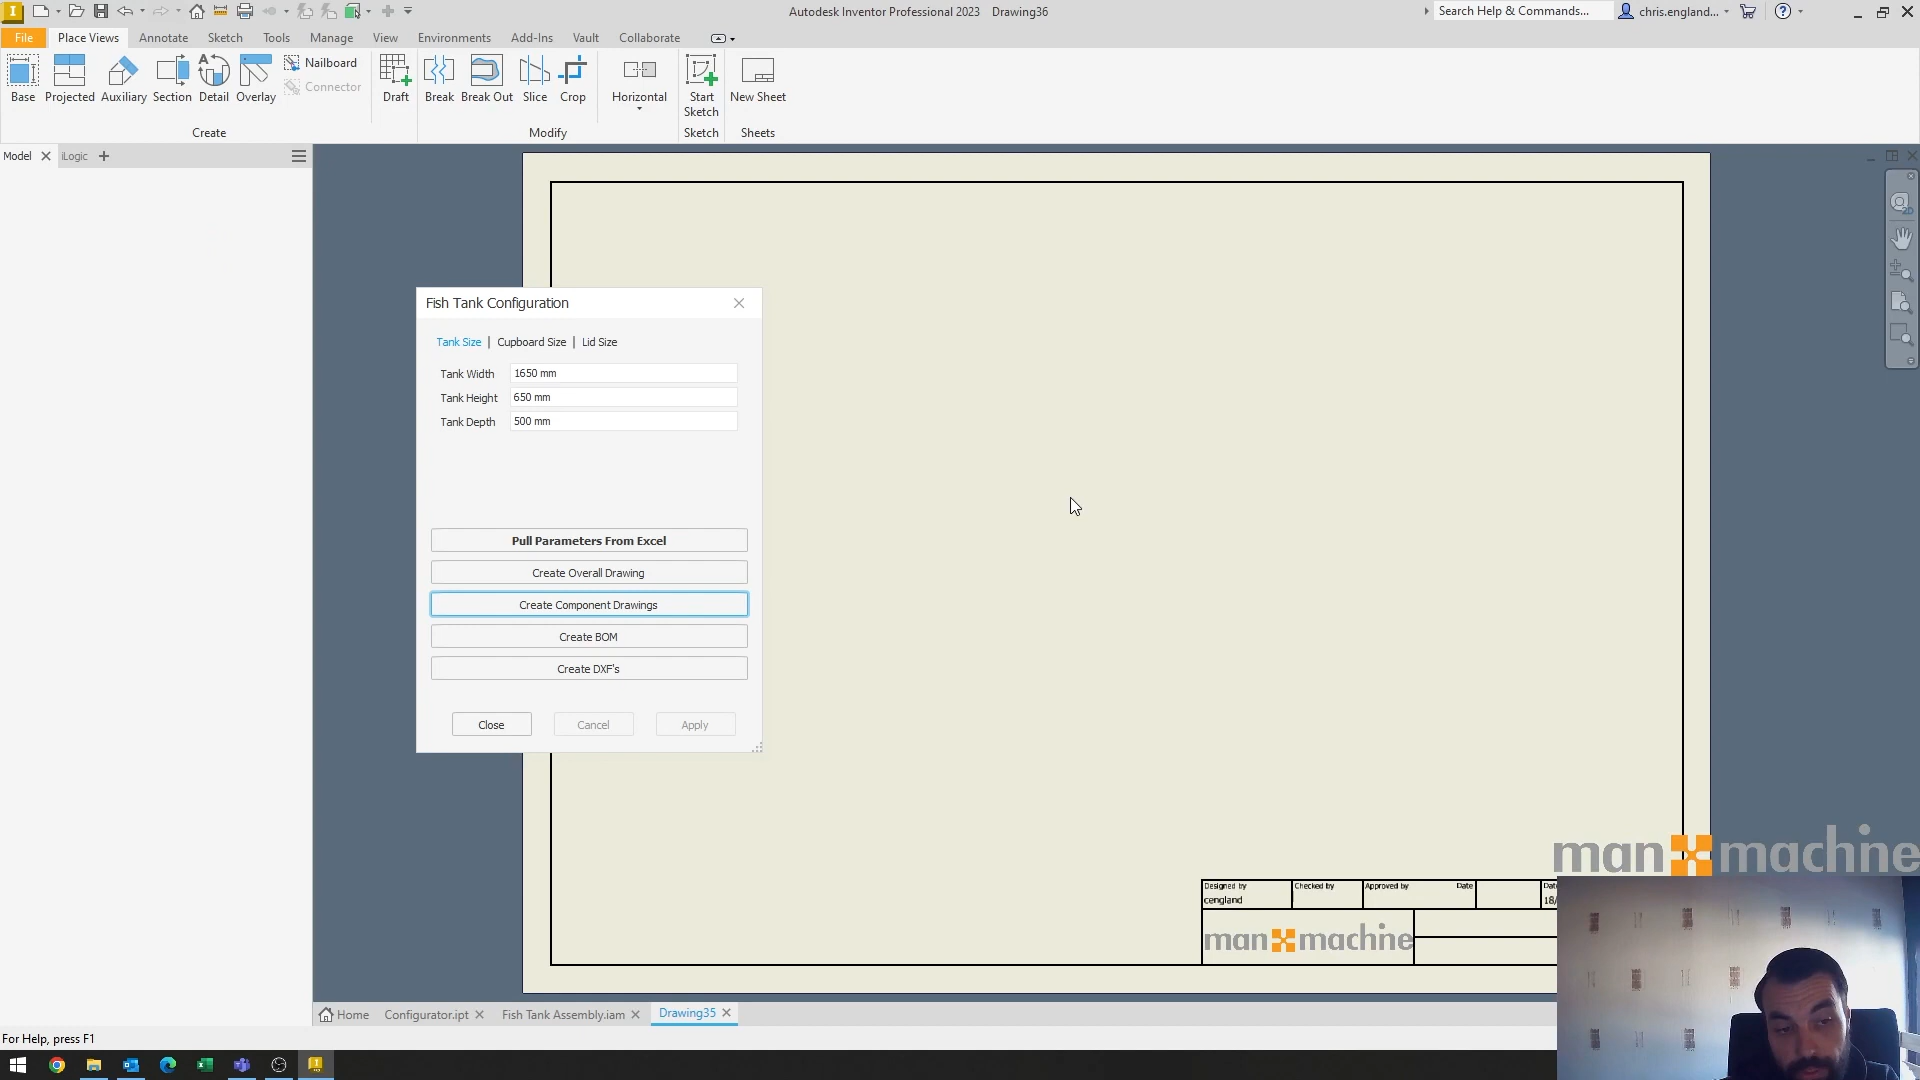 Autodesk Inventor Professional 2023 Drawing36
Search Help & Commands...
chris.england...
File Place Views Annotate Sketch Tools Manage View Environments Add-Ins Vault Collaborate
Base Projected Auxiliary Section Detail Overlay
Nailboard
Connector
Draft
Break Break Out Slice Crop
Horizontal
Start
Sketch
New Sheet
Create Modify Sketch Sheets
Model iLogic
Fish Tank Configuration
Tank Size | Cupboard Size | Lid Size
Tank Width 1650 mm
Tank Height 650 mm
Tank Depth 500 mm
Pull Parameters From Excel
Create Overall Drawing
Create Component Drawings
Create BOM
Create DXF's
Close Cancel Apply
man machine
Designed by Checked by Approved by Date
cengland 18/
man machine
Home Configurator.ipt Fish Tank Assembly.iam Drawing35
For Help, press F1